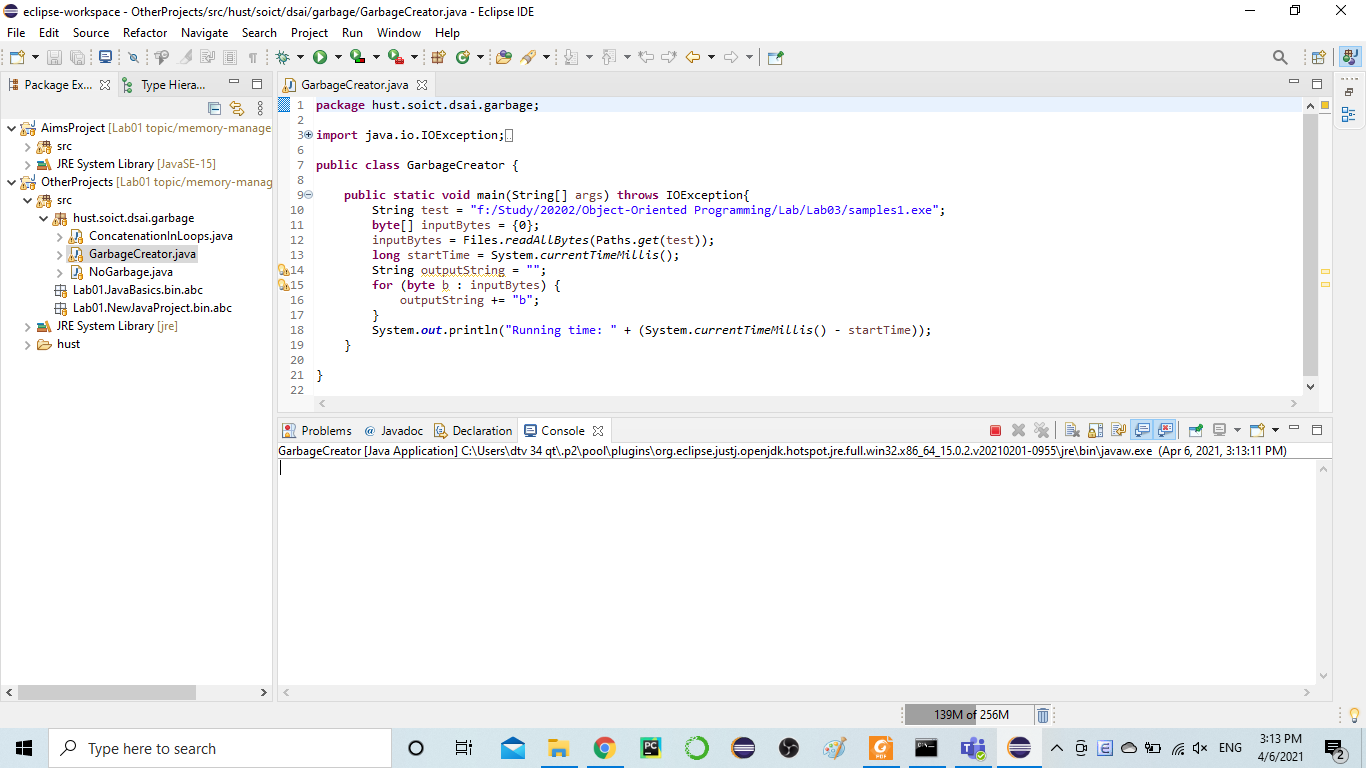 eclipse-workspace - OtherProjects/src/hust/soict/dsai/garbage/GarbageCreator.java - Eclipse IDE
File Edit Source Refactor Navigate Search Project Run Window Help
Package Ex... Type Hiera...
AimsProject [Lab01 topic/memory-manage
src
JRE System Library [JavaSE-15]
OtherProjects [Lab01 topic/memory-manag
src
hust.soict.dsai.garbage
ConcatenationInLoops.java
GarbageCreator.java
NoGarbage.java
Lab01.JavaBasics.bin.abc
Lab01.NewJavaProject.bin.abc
JRE System Library [jre]
hust
GarbageCreator.java
1 package hust.soict.dsai.garbage;
2
3 import java.io.IOException;
6
7 public class GarbageCreator {
8
9 public static void main(String[] args) throws IOException{
10 String test = "f:/Study/20202/Object-Oriented Programming/Lab/Lab03/samples1.exe";
11 byte[] inputBytes = {0};
12 inputBytes = Files.readAllBytes(Paths.get(test));
13 long startTime = System.currentTimeMillis();
14 String outputString = "";
15 for (byte b : inputBytes) {
16 outputString += "b";
17 }
18 System.out.println("Running time: " + (System.currentTimeMillis() - startTime));
19 }
20
21 }
22
Problems @ Javadoc Declaration Console
GarbageCreator [Java Application] C:\Users\dtv 34 qt\.p2\pool\plugins\org.eclipse.justj.openjdk.hotspot.jre.full.win32.x86_64_15.0.2.v20210201-0955\jre\bin\javaw.exe (Apr 6, 2021, 3:13:11 PM)
139M of 256M
Type here to search
PC
PDF
ENG
3:13 PM
4/6/2021
2